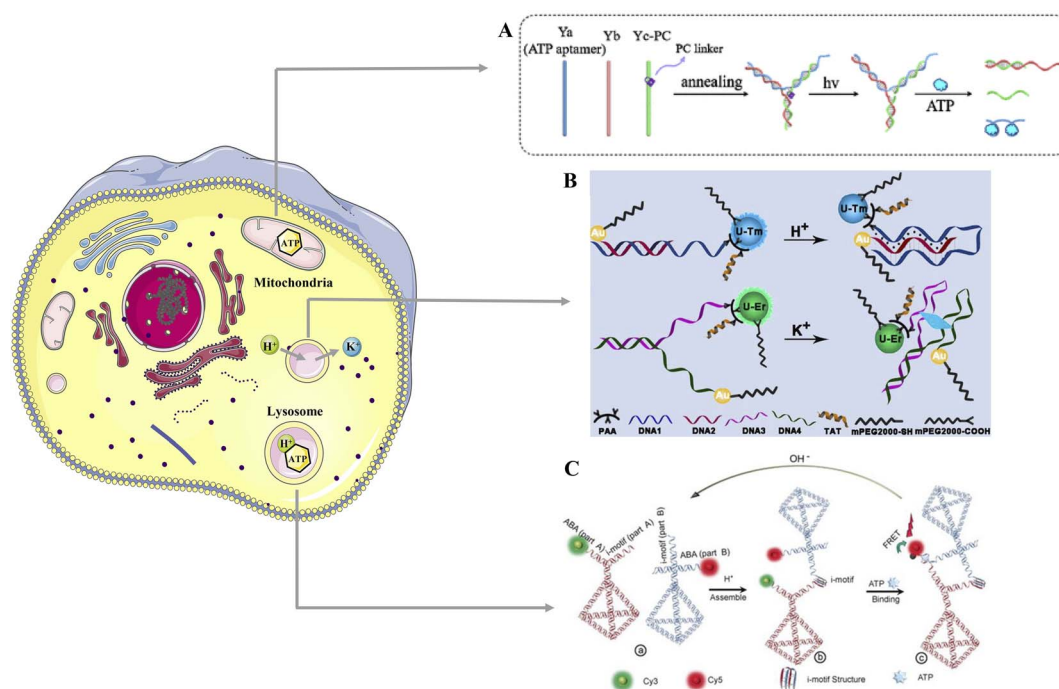 A
Ya
(ATP aptamer)
Yb
Yc-PC
PC linker
annealing
hν
ATP
ATP
Mitochondria
H+
K+
Lysosome
H+
ATP
B
Au
U-Tm
H+
U-Tm
Au
U-Er
Au
K+
U-Er
Au
PAA DNA1 DNA2 DNA3 DNA4 TAT mPEG2000-SH mPEG2000-COOH
C
OH -
ABA (part A)
i-motif (part A)
i-motif (part B)
ABA (part B)
H+
Assemble
i-motif
ATP
Binding
FRET
a
b
c
Cy3
Cy5
i-motif Structure
ATP